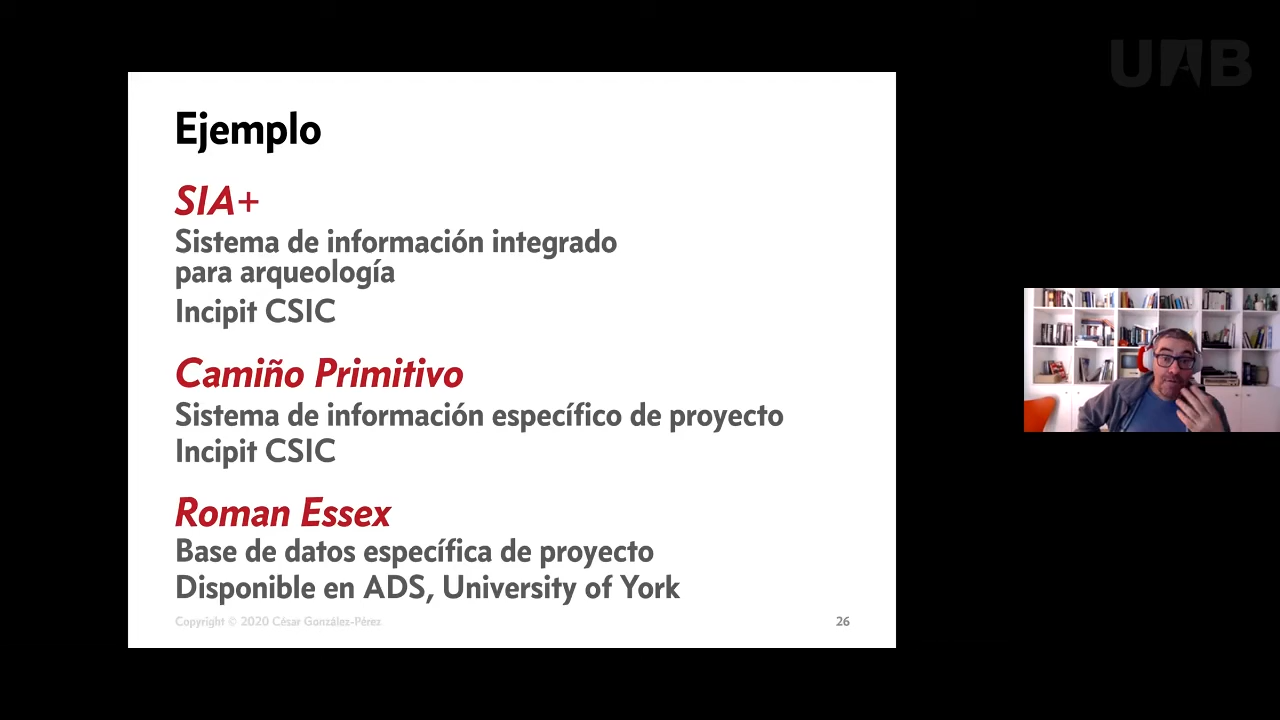 UAB
Ejemplo
SIA+
Sistema de información integrado
para arqueología
Incipit CSIC
Camiño Primitivo
Sistema de información específico de proyecto
Incipit CSIC
Roman Essex
Base de datos específica de proyecto
Disponible en ADS, University of York
Copyright © 2020 César González-Pérez
26